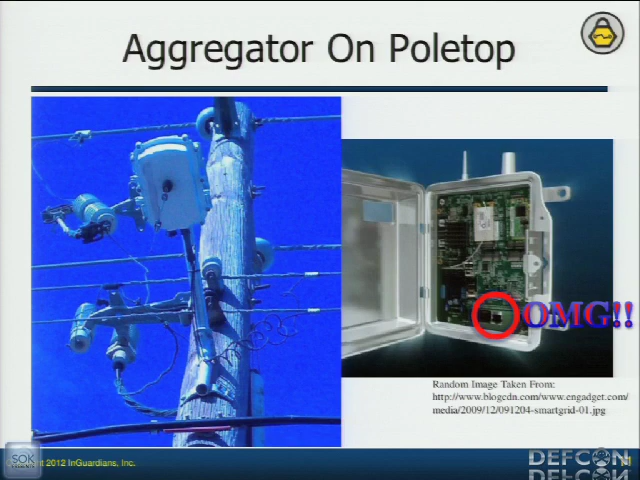 Aggregator On Poletop
OMG!!
Random Image Taken From:
http://www.blogcdn.com/www.engadget.com/
media/2009/12/091204-smartgrid-01.jpg
SOK
2012 InGuardians, Inc.
DEFCON